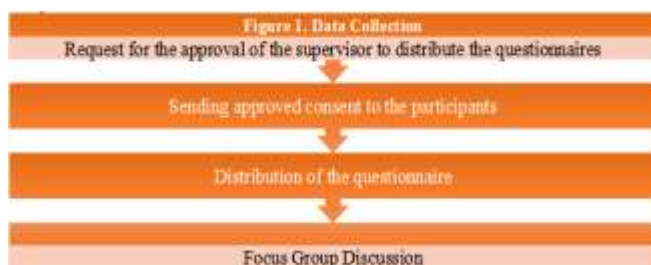 Figure 1. Data Collection
Request for the approval of the supervisor to distribute the questionnaires
Sending approved consent to the participants
Distribution of the questionnaire
Focus Group Discussion